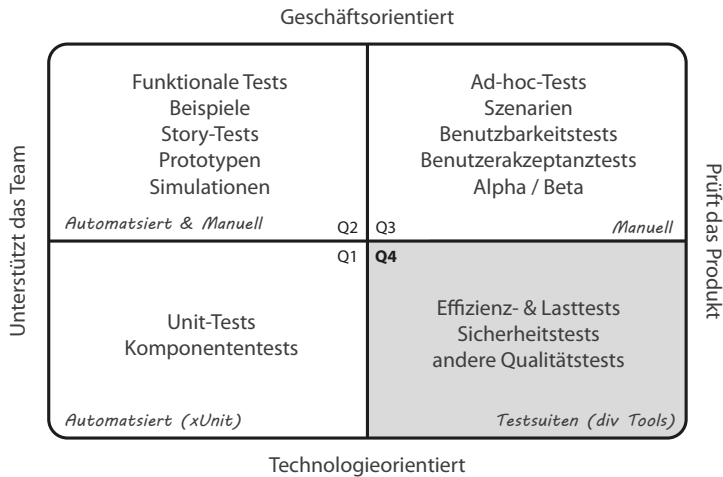 Geschäftsorientiert
Unterstützt das Team
Funktionale Tests
Beispiele
Story-Tests
Prototypen
Simulationen
Automatsiert & Manuell
Q2
Ad-hoc-Tests
Szenarien
Benutzbarkeitstests
Benutzerakzeptanztests
Alpha / Beta
Q3
Manuell
Prüft das Produkt
Q1
Unit-Tests
Komponententests
Automatsiert (xUnit)
Q4
Effizienz- & Lasttests
Sicherheitstests
andere Qualitätstests
Testsuiten (div Tools)
Technologieorientiert